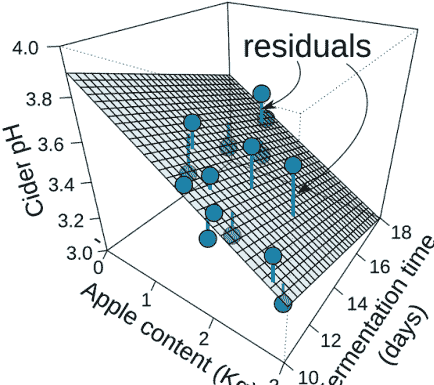 4.0
residuals
3.8
3.6
3.4
3.2
3.0
Cider pH
0
1
2
Apple content (Kg
10
12
14
16
18
ermentation time
(days)